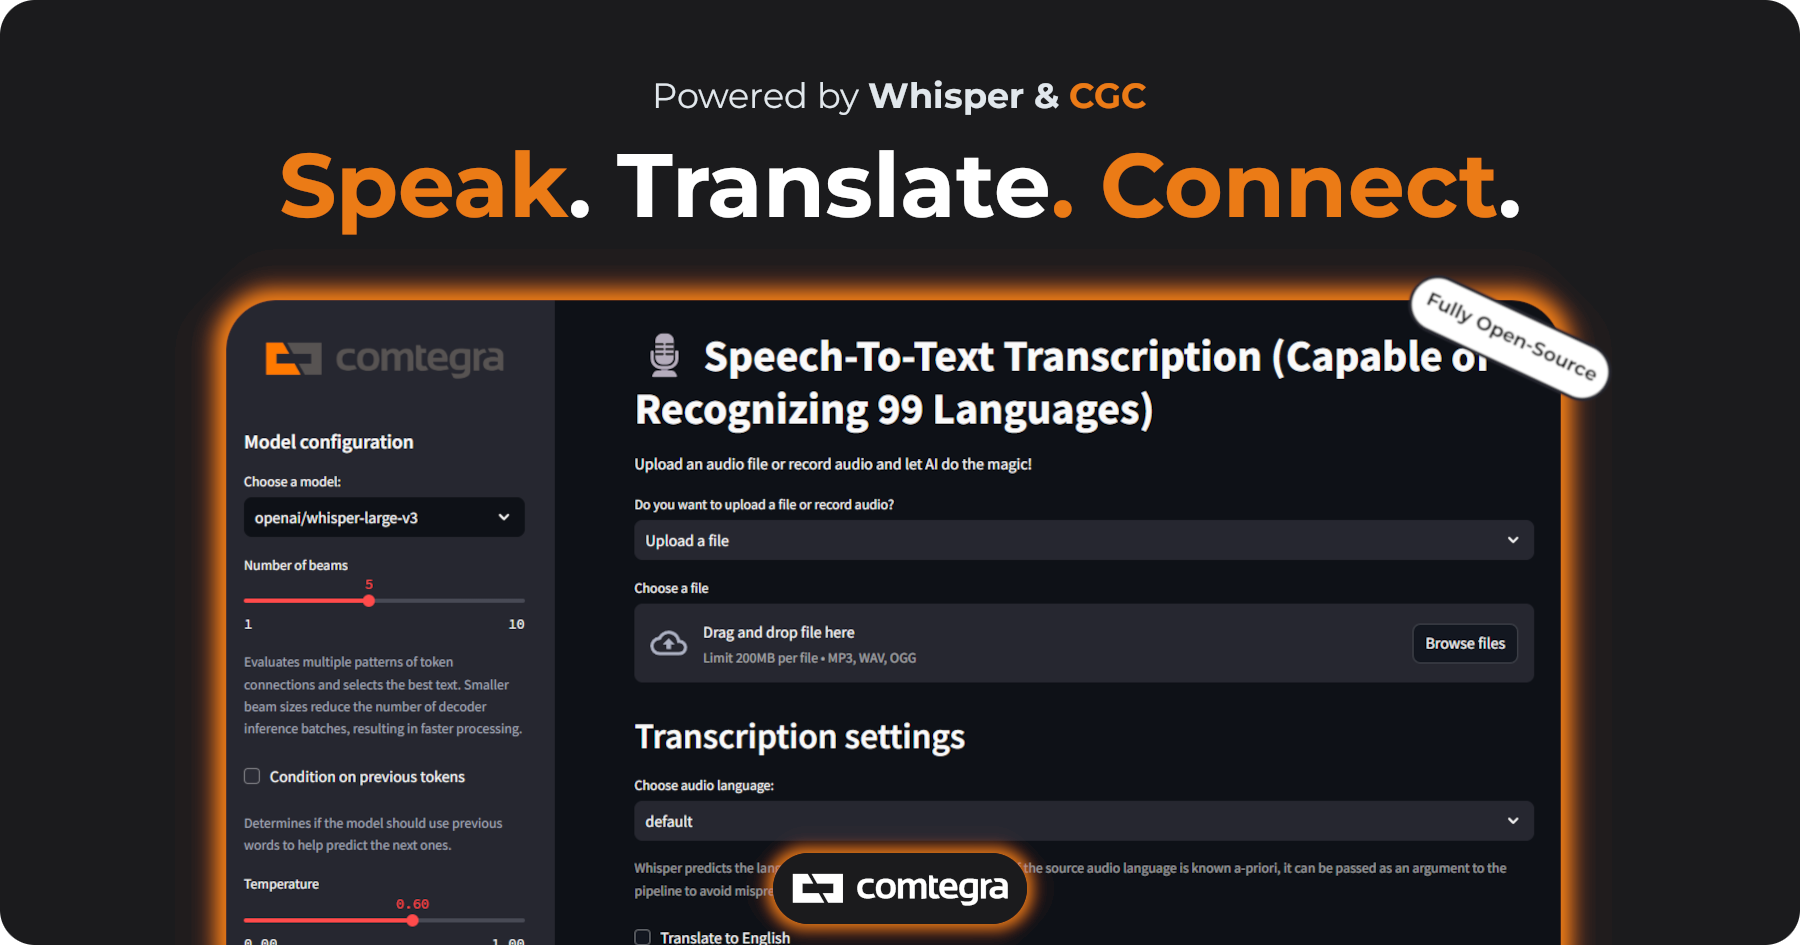 Powered by Whisper & CGC
Speak. Translate. Connect.
Fully Open-Source
comtegra
Model configuration
Choose a model:
openai/whisper-large-v3
Number of beams
5
1 10
Evaluates multiple patterns of token
connections and selects the best text. Smaller
beam sizes reduce the number of decoder
inference batches, resulting in faster processing.
Condition on previous tokens
Determines if the model should use previous
words to help predict the next ones.
Temperature
0.60
0.00 1.00
Speech-To-Text Transcription (Capable of
Recognizing 99 Languages)
Upload an audio file or record audio and let AI do the magic!
Do you want to upload a file or record audio?
Upload a file
Choose a file
Drag and drop file here
Limit 200MB per file • MP3, WAV, OGG
Browse files
Transcription settings
Choose audio language:
default
Whisper predicts the the source audio language is known a-priori, it can be passed as an argument to the
pipeline to avoid
Translate to English
comtegra